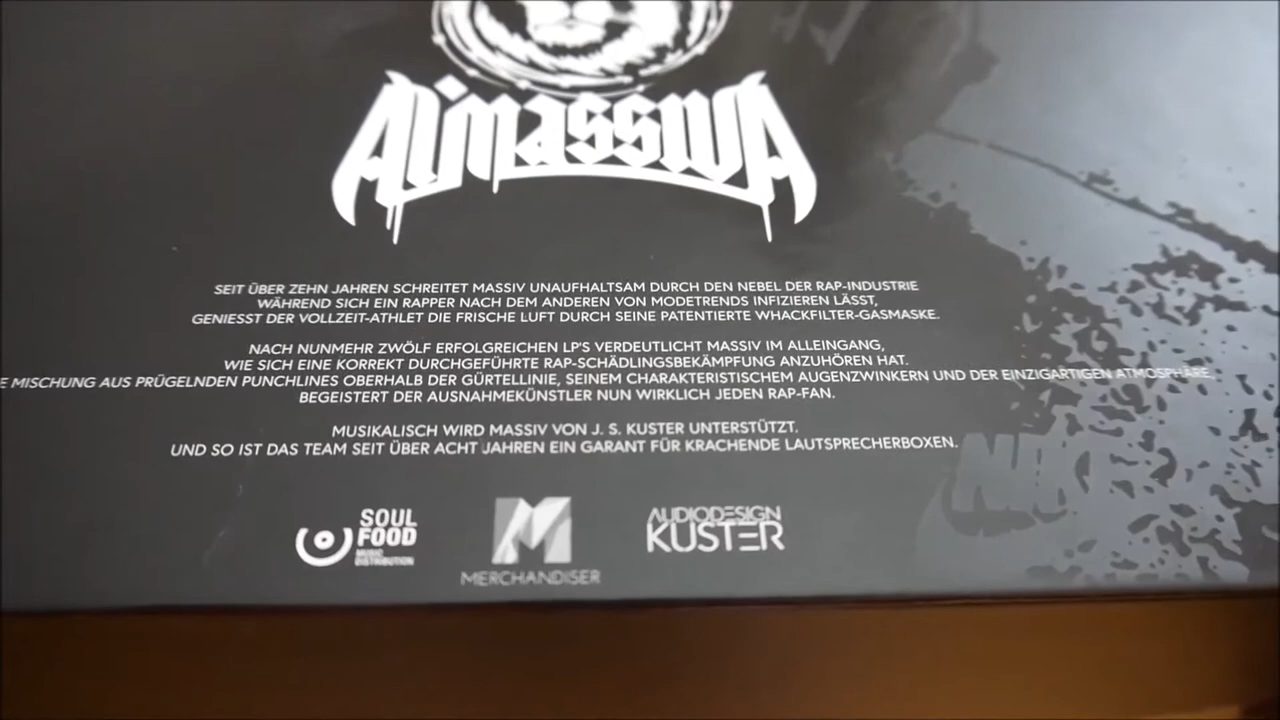 Al'Massiva
SEIT ÜBER ZEHN JAHREN SCHREITET MASSIV UNAUFHALTSAM DURCH DEN NEBEL DER RAP-INDUSTRIE
WÄHREND SICH EIN RAPPER NACH DEM ANDEREN VON MODETRENDS INFIZIEREN LÄSST,
GENIESST DER VOLLZEIT-ATHLET DIE FRISCHE LUFT DURCH SEINE PATENTIERTE WHACKFILTER-GASMASKE.
NACH NUNMEHR ZWÖLF ERFOLGREICHEN LP'S VERDEUTLICHT MASSIV IM ALLEINGANG,
WIE SICH EINE KORREKT DURCHGEFÜHRTE RAP-SCHÄDLINGSBEKÄMPFUNG ANZUHÖREN HAT.
E MISCHUNG AUS PRÜGELNDEN PUNCHLINES OBERHALB DER GÜRTELLINIE, SEINEM CHARAKTERISTISCHEM AUGENZWINKERN UND DER EINZIGARTIGEN ATMOSPHÄRE,
BEGEISTERT DER AUSNAHMEKÜNSTLER NUN WIRKLICH JEDEN RAP-FAN.
MUSIKALISCH WIRD MASSIV VON J. S. KUSTER UNTERSTÜTZT.
UND SO IST DAS TEAM SEIT ÜBER ACHT JAHREN EIN GARANT FÜR KRACHENDE LAUTSPRECHERBOXEN.
SOUL
FOOD
MUSIC
DISTRIBUTION
M
MERCHANDISER
AUDIODESIGN
KUSTER